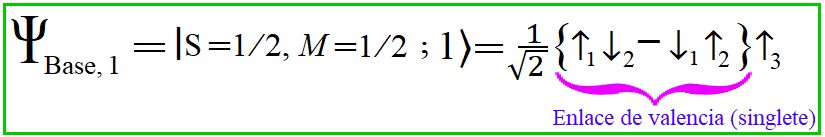 Ψ_Base, 1 = |S=1/2, M=1/2 ; 1⟩= 1/√2 {↑₁↓₂− ↓₁↑₂}↑₃
Enlace de valencia (singlete)